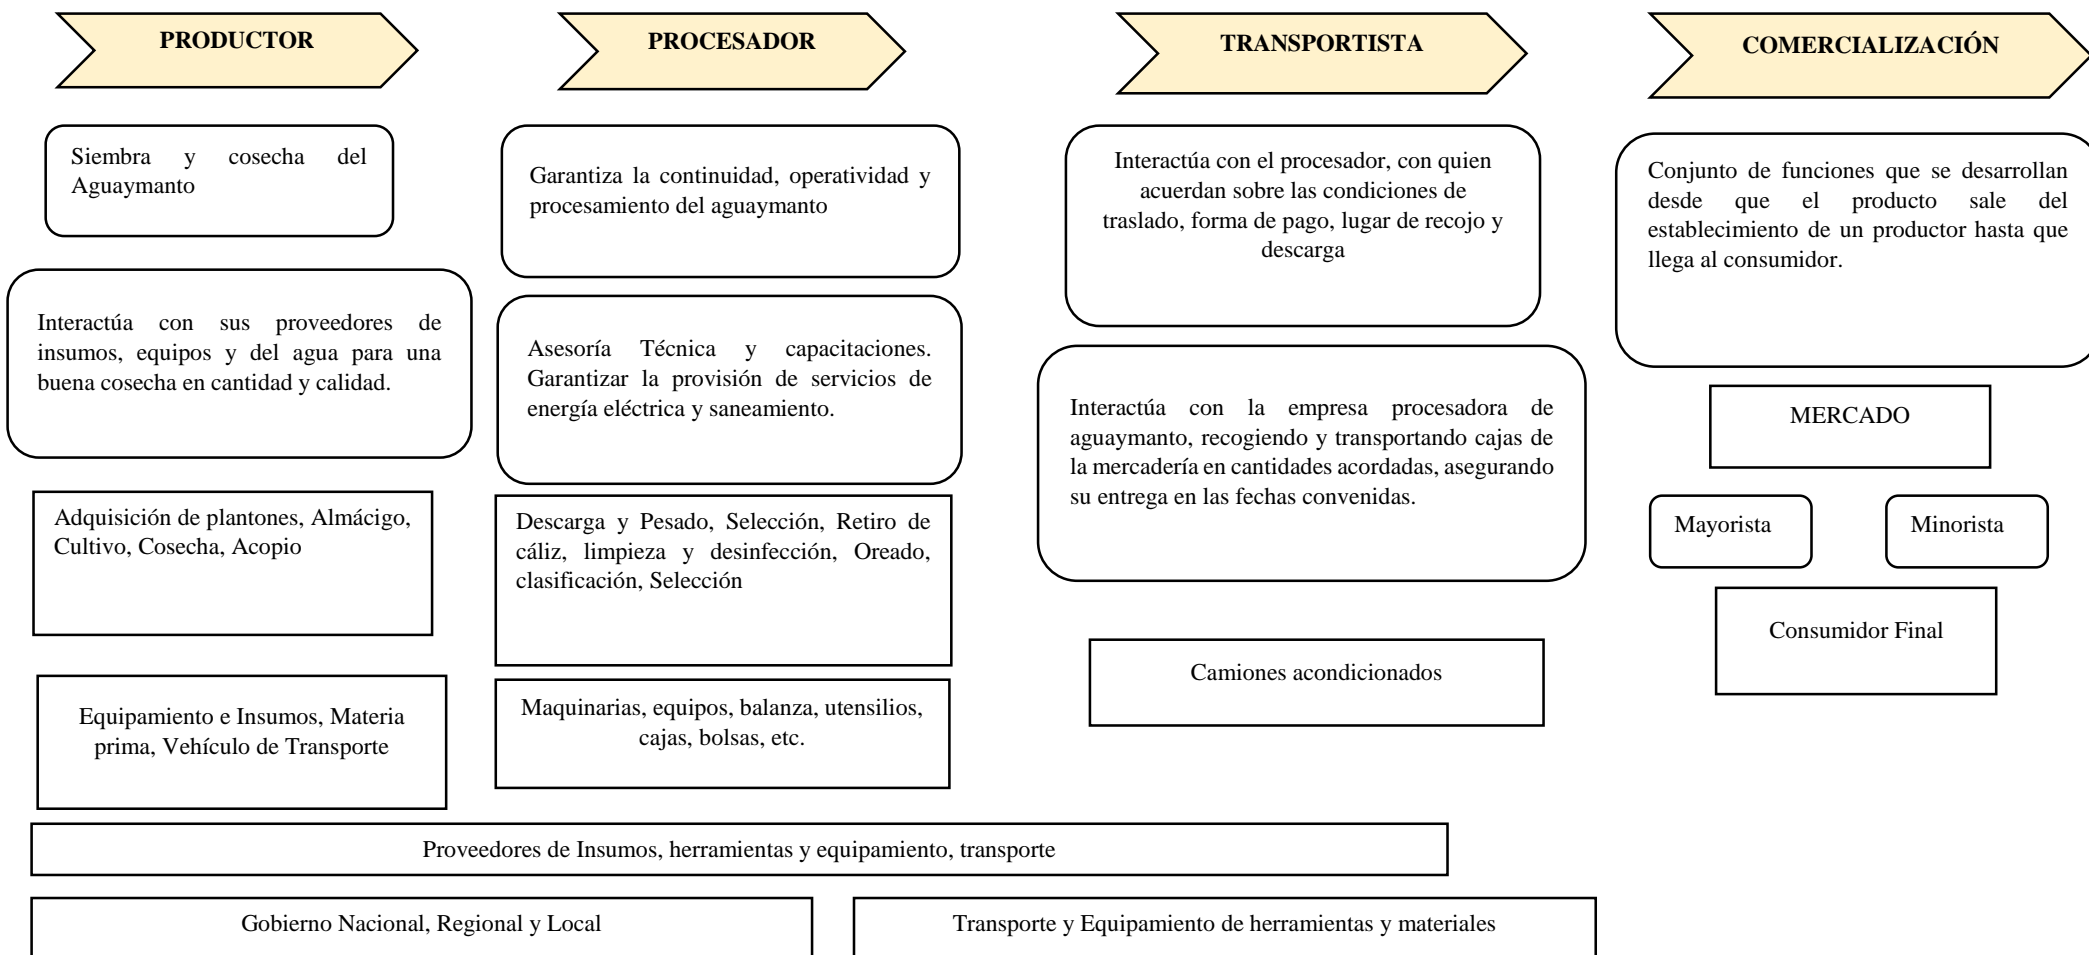 PRODUCTOR
PROCESADOR
TRANSPORTISTA
COMERCIALIZACIÓN
Siembra y cosecha del
Aguaymanto
Interactúa con sus proveedores de
insumos, equipos y del agua para una
buena cosecha en cantidad y calidad.
Adquisición de plantones, Almácigo,
Cultivo, Cosecha, Acopio
Equipamiento e Insumos, Materia
prima, Vehículo de Transporte
Garantiza la continuidad, operatividad y
procesamiento del aguaymanto
Asesoría Técnica y capacitaciones.
Garantizar la provisión de servicios de
energía eléctrica y saneamiento.
Descarga y Pesado, Selección, Retiro de
cáliz, limpieza y desinfección, Oreado,
clasificación, Selección
Maquinarias, equipos, balanza, utensilios,
cajas, bolsas, etc.
Interactúa con el procesador, con quien
acuerdan sobre las condiciones de
traslado, forma de pago, lugar de recojo y
descarga
Interactúa con la empresa procesadora de
aguaymanto, recogiendo y transportando cajas de
la mercadería en cantidades acordadas, asegurando
su entrega en las fechas convenidas.
Camiones acondicionados
Conjunto de funciones que se desarrollan
desde que el producto sale del
establecimiento de un productor hasta que
llega al consumidor.
MERCADO
Mayorista
Minorista
Consumidor Final
Proveedores de Insumos, herramientas y equipamiento, transporte
Gobierno Nacional, Regional y Local
Transporte y Equipamiento de herramientas y materiales